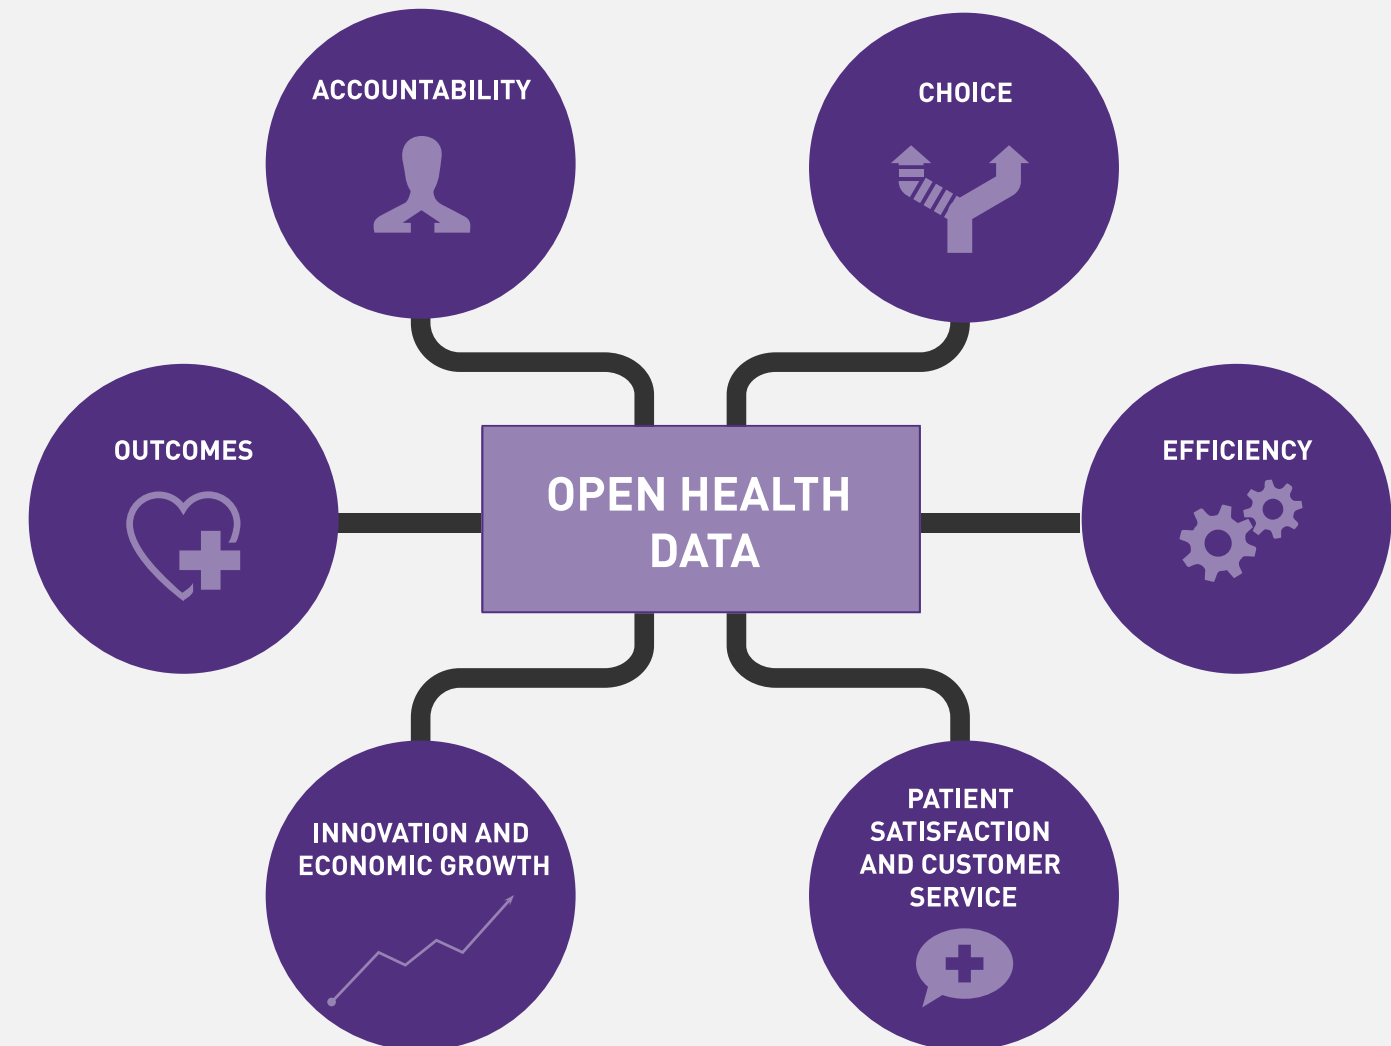 ACCOUNTABILITY
CHOICE
OUTCOMES
EFFICIENCY
OPEN HEALTH
DATA
INNOVATION AND
ECONOMIC GROWTH
PATIENT
SATISFACTION
AND CUSTOMER
SERVICE